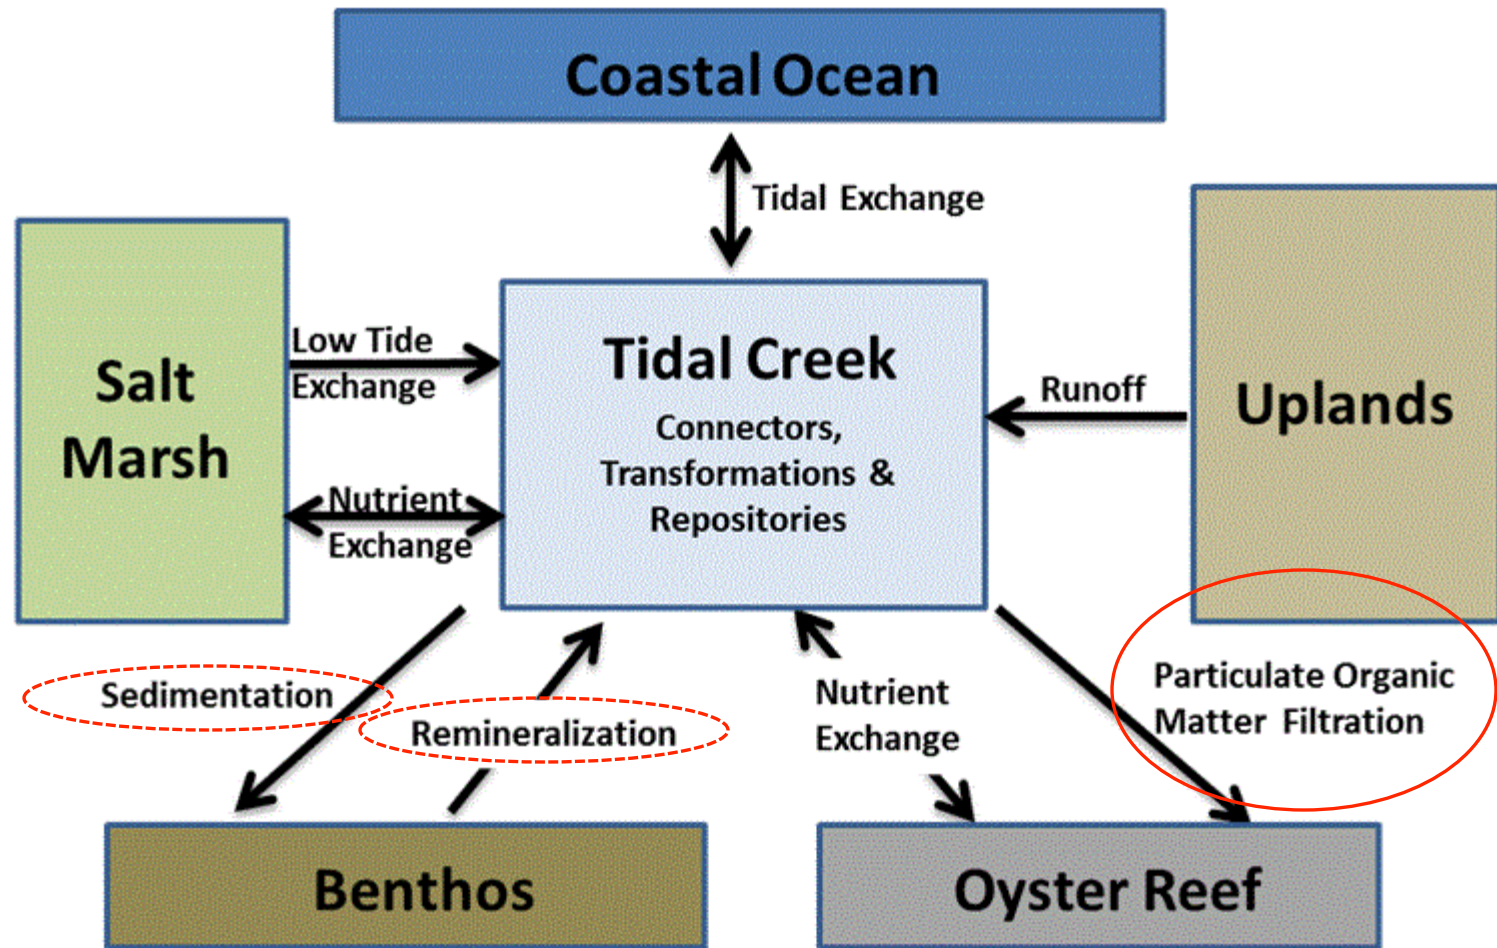 Coastal Ocean
Tidal Exchange
Salt
Marsh
Low Tide
Exchange
Nutrient
Exchange
Tidal Creek
Connectors,
Transformations &
Repositories
Runoff
Uplands
Sedimentation
Remineralization
Nutrient
Exchange
Particulate Organic
Matter Filtration
Benthos
Oyster Reef